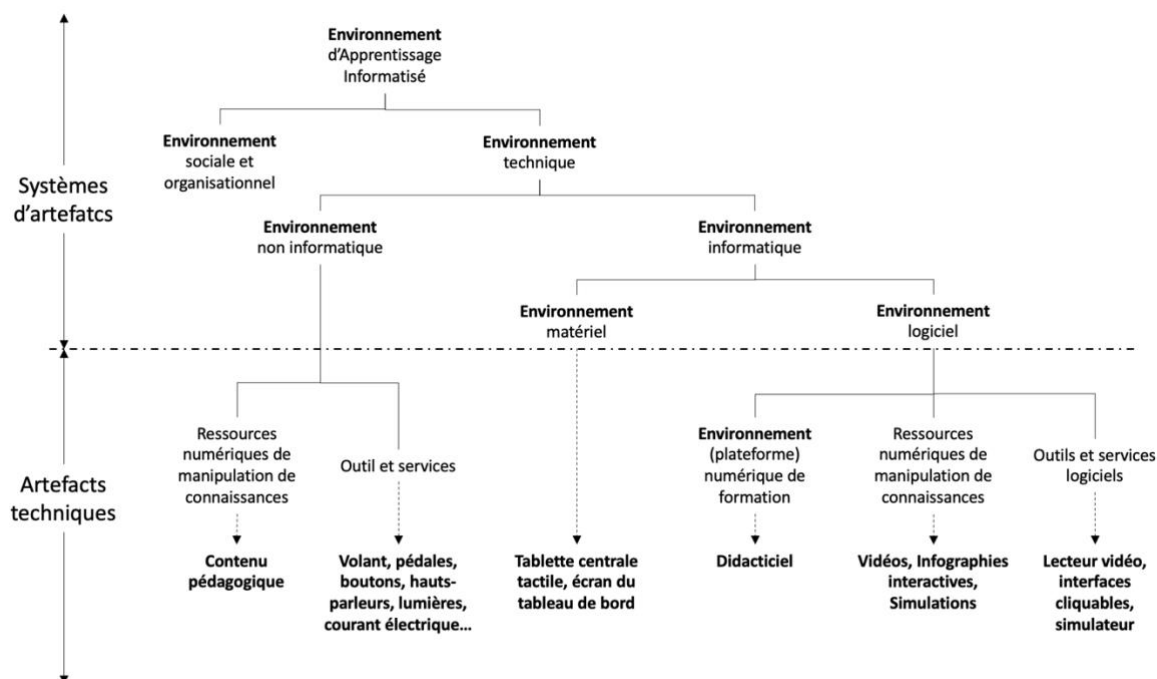 Environnement
d'Apprentissage
Informatisé
Environnement
sociale et
organisationnel
Environnement
technique
Systèmes
d'artefatcs
Environnement
non informatique
Environnement
informatique
Environnement
matériel
Environnement
logiciel
Artefacts
techniques
Ressources
numériques de
manipulation de
connaissances
Outil et services
Environnement
(plateforme)
numérique de
formation
Ressources
numériques de
manipulation de
connaissances
Outils et services
logiciels
Contenu
pédagogique
Volant, pédales,
boutons, hauts-
parleurs, lumières,
courant électrique...
Tablette centrale
tactile, écran du
tableau de bord
Didacticiel
Vidéos, Infographies
interactives,
Simulations
Lecteur vidéo,
interfaces
cliquables,
simulateur